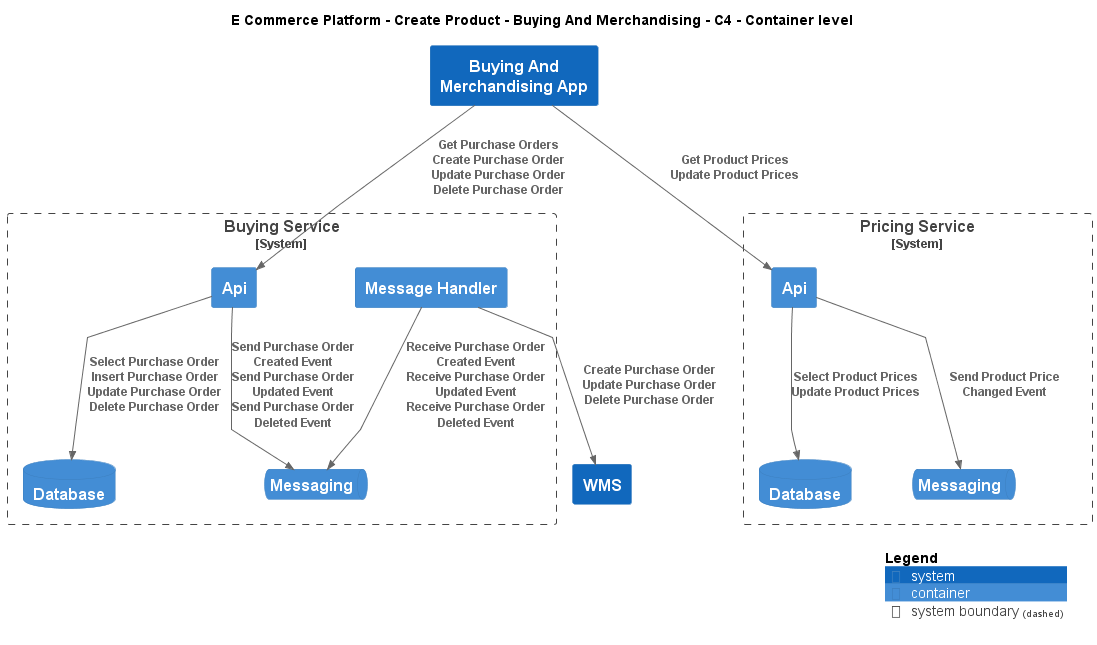 E Commerce Platform - Create Product - Buying And Merchandising - C4 - Container level
Buying And
Merchandising App
Get Purchase Orders
Create Purchase Order
Update Purchase Order
Delete Purchase Order
Get Product Prices
Update Product Prices
Buying Service
[System]
Pricing Service
[System]
Api
Message Handler
Api
Select Purchase Order
Insert Purchase Order
Update Purchase Order
Delete Purchase Order
Send Purchase Order
Created Event
Send Purchase Order
Updated Event
Send Purchase Order
Deleted Event
Receive Purchase Order
Created Event
Receive Purchase Order
Updated Event
Receive Purchase Order
Deleted Event
Create Purchase Order
Update Purchase Order
Delete Purchase Order
Select Product Prices
Update Product Prices
Send Product Price
Changed Event
Database
Messaging
WMS
Database
Messaging
Legend
system
container
system boundary (dashed)